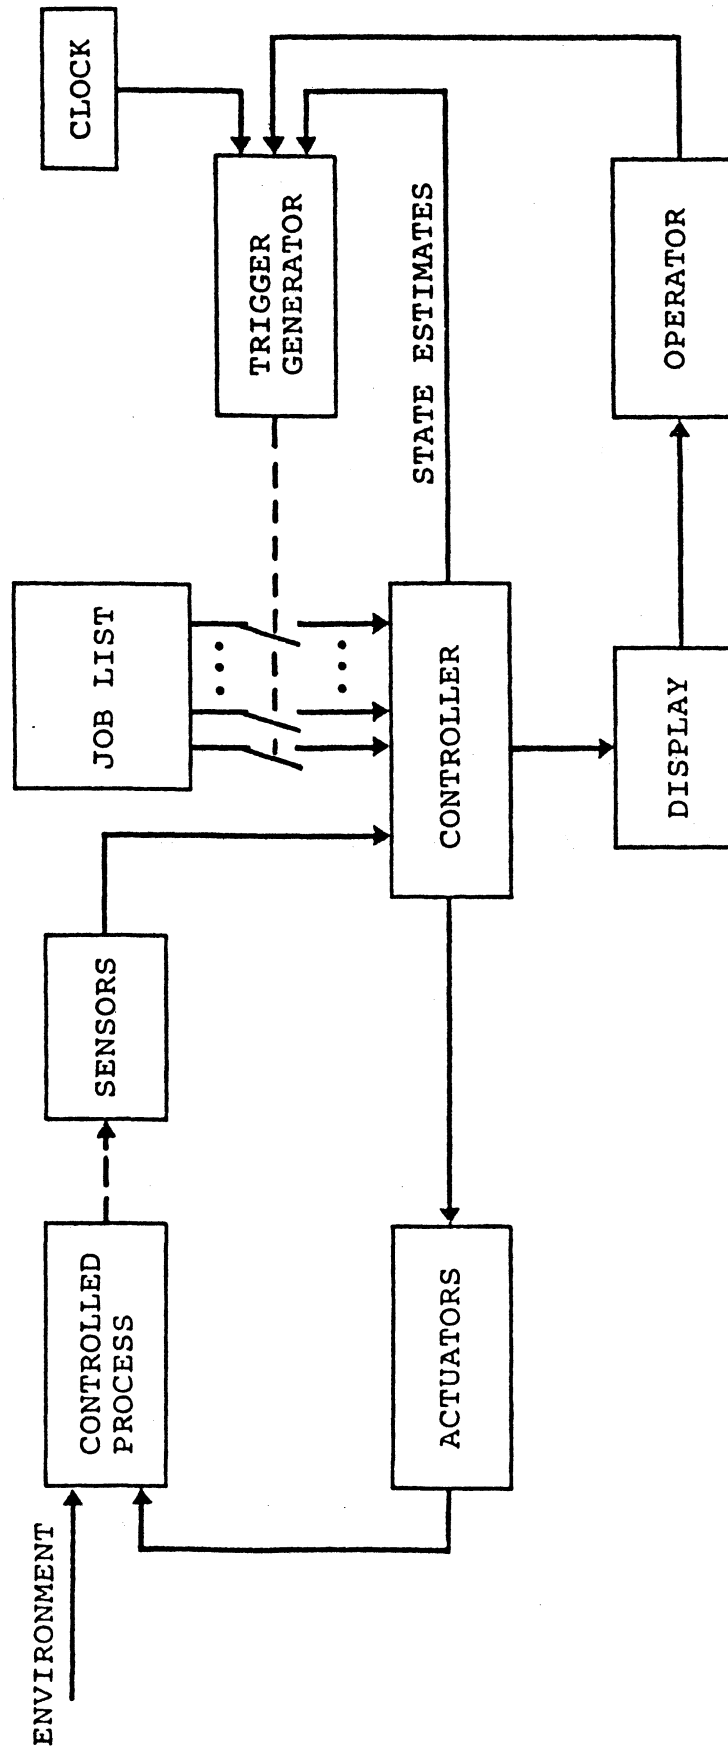 ENVIRONMENT
CONTROLLED
PROCESS
SENSORS
JOB LIST
CLOCK
TRIGGER
GENERATOR
STATE ESTIMATES
ACTUATORS
CONTROLLER
DISPLAY
OPERATOR